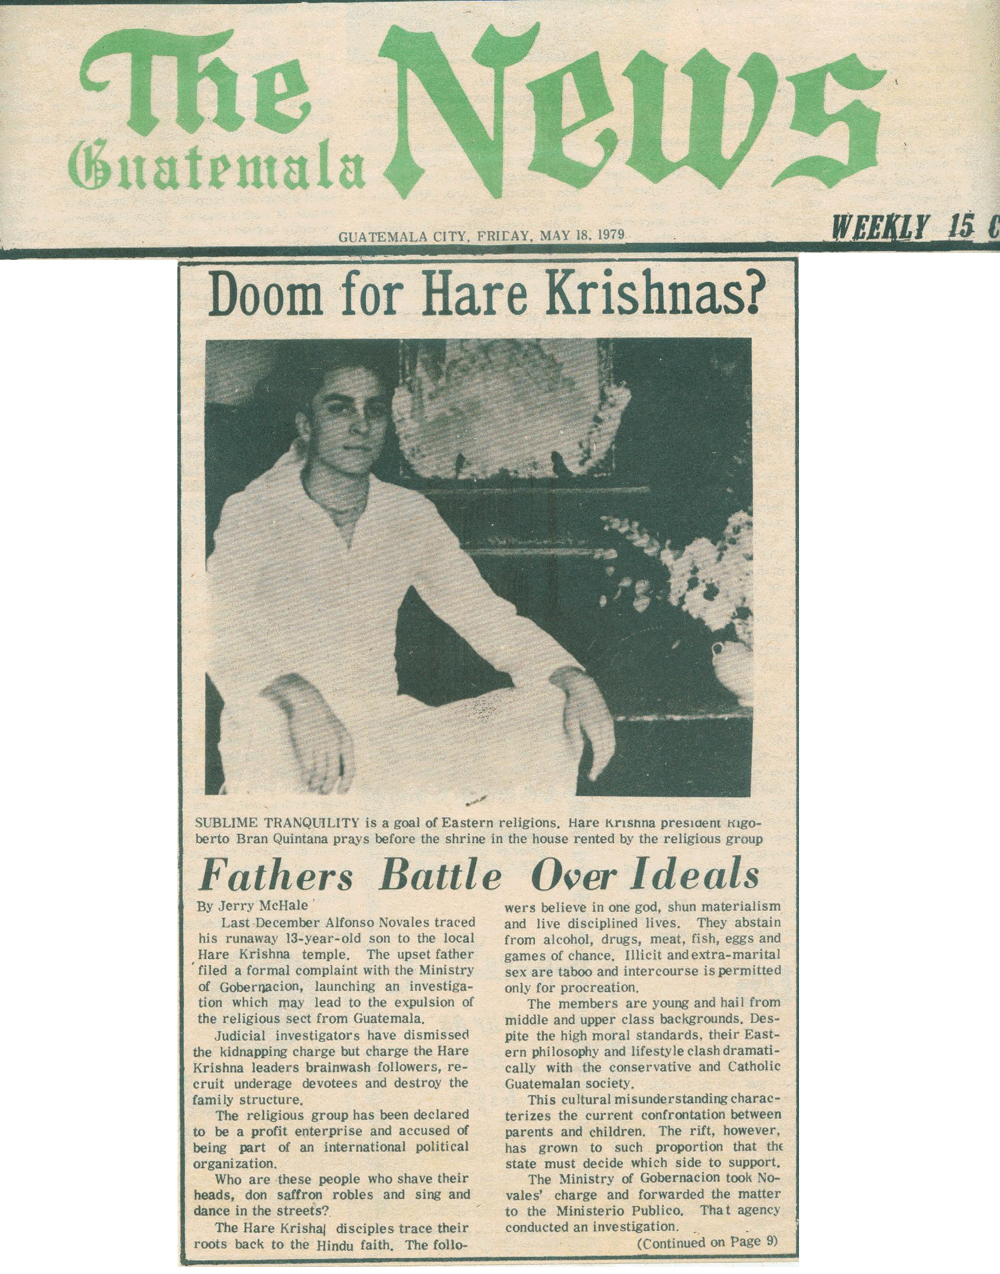 The
Guatemala
News
GUATEMALA CITY, FRIDAY, MAY 18, 1979
WEEKLY 15 C
Doom for Hare Krishnas?
SUBLIME TRANQUILITY is a goal of Eastern religions. Hare Krishna president Rigo-
berto Bran Quintana prays before the shrine in the house rented by the religious group
Fathers Battle Over Ideals
By Jerry McHale
Last December Alfonso Novales traced
his runaway 13-year-old son to the local
Hare Krishna temple. The upset father
filed a formal complaint with the Ministry
of Gobernacion, launching an investiga-
tion which may lead to the expulsion of
the religious sect from Guatemala.
Judicial investigators have dismissed
the kidnapping charge but charge the Hare
Krishna leaders brainwash followers, re-
cruit underage devotees and destroy the
family structure.
The religious group has been declared
to be a profit enterprise and accused of
being part of an international political
organization.
Who are these people who shave their
heads, don saffron robles and sing and
dance in the streets?
The Hare Krishaj disciples trace their
roots back to the Hindu faith. The follo-
wers believe in one god, shun materialism
and live disciplined lives. They abstain
from alcohol, drugs, meat, fish, eggs and
games of chance. Illicit and extra-marital
sex are taboo and intercourse is permitted
only for procreation.
The members are young and hail from
middle and upper class backgrounds. Des-
pite the high moral standards, their East-
ern philosophy and lifestyle clash dramati-
cally with the conservative and Catholic
Guatemalan society.
This cultural misunderstanding charac-
terizes the current confrontation between
parents and children. The rift, however,
has grown to such proportion that the
state must decide which side to support.
The Ministry of Gobernacion took No-
vales' charge and forwarded the matter
to the Ministerio Publico. That agency
conducted an investigation.
(Continued on Page 9)